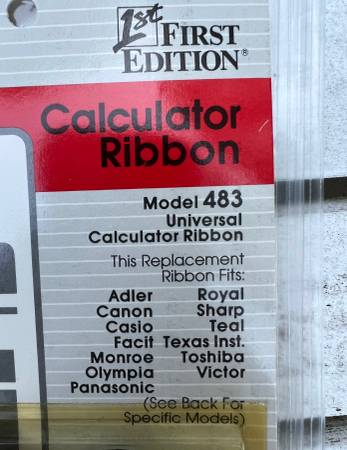 1st FIRST
EDITION®
Calculator
Ribbon
Model 483
Universal
Calculator Ribbon
This Replacement
Ribbon Fits:
Adler Royal
Canon Sharp
Casio Teal
Facit Texas Inst.
Monroe Toshiba
Olympia Victor
Panasonic
(See Back For
Specific Models)